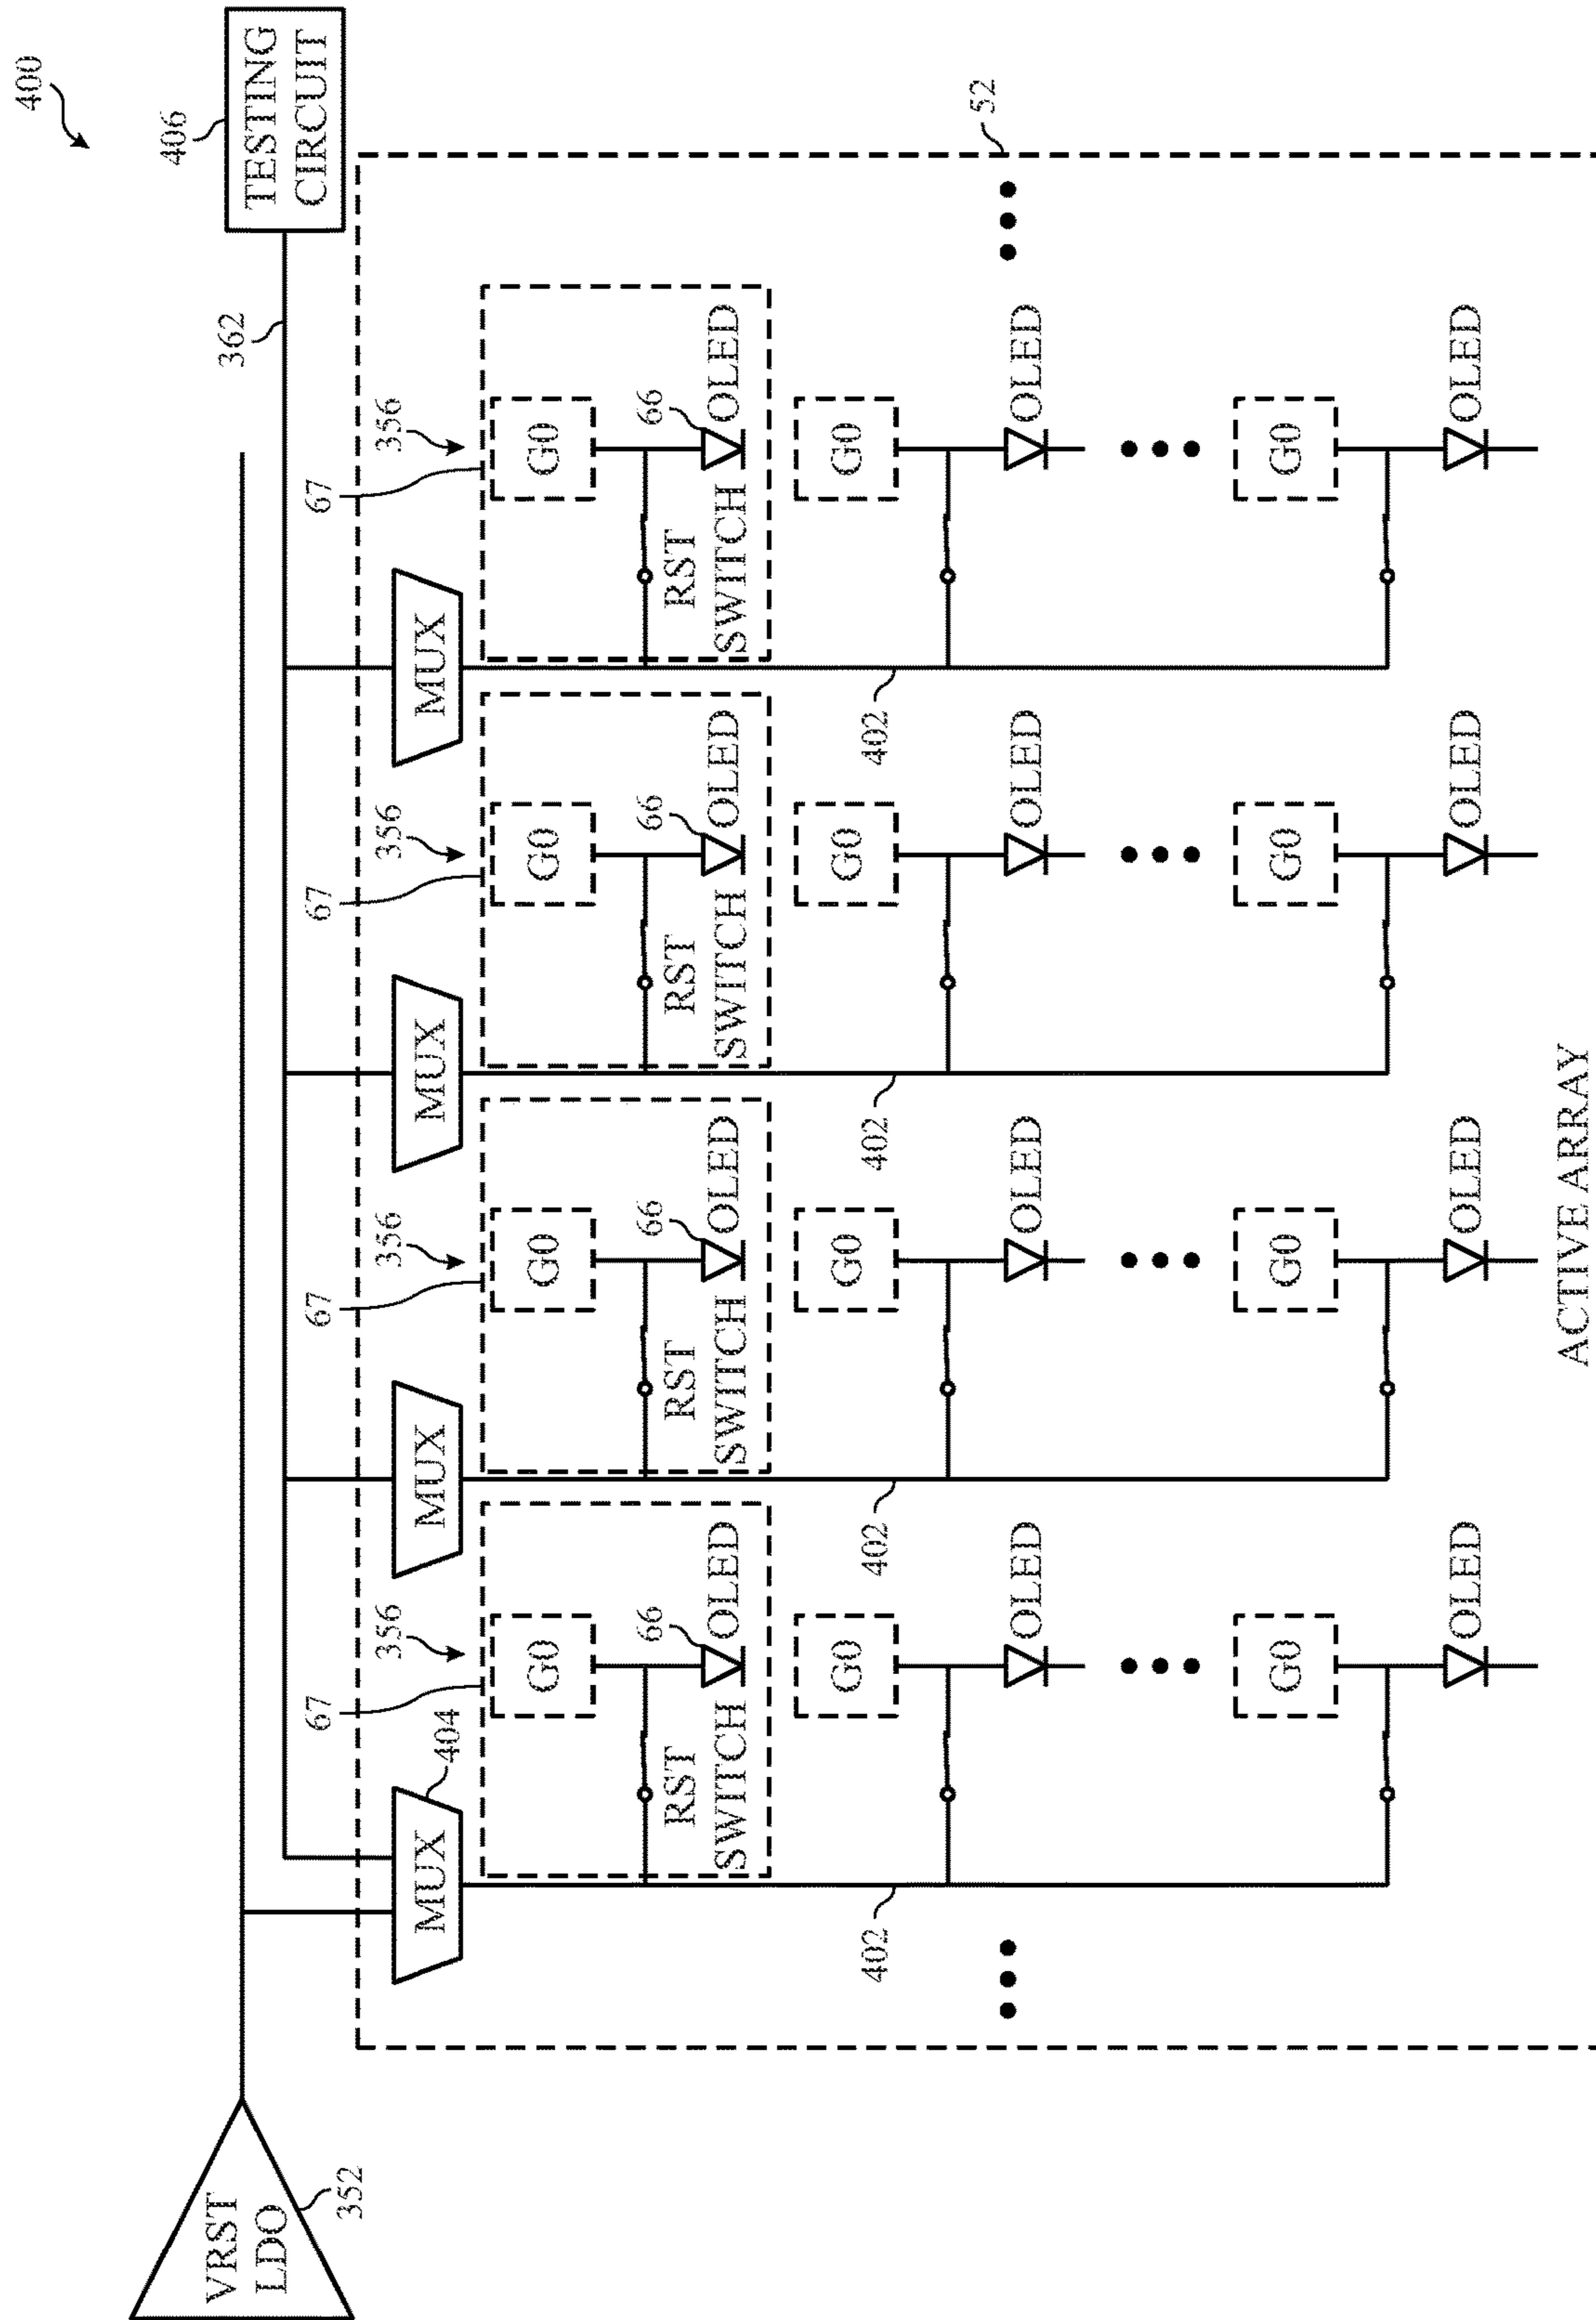 400
406
TESTING
CIRCUIT
VRST
LDO
352
362
67
67
67
67
356
356
356
356
MUX
404
MUX
MUX
MUX
G0
G0
G0
G0
66
66
66
66
RST
SWITCH
OLED
RST
SWITCH
OLED
RST
SWITCH
OLED
RST
SWITCH
OLED
G0
G0
G0
G0
402
402
402
402
52
OLED
OLED
OLED
OLED
G0
G0
G0
G0
OLED
OLED
OLED
OLED
ACTIVE ARRAY